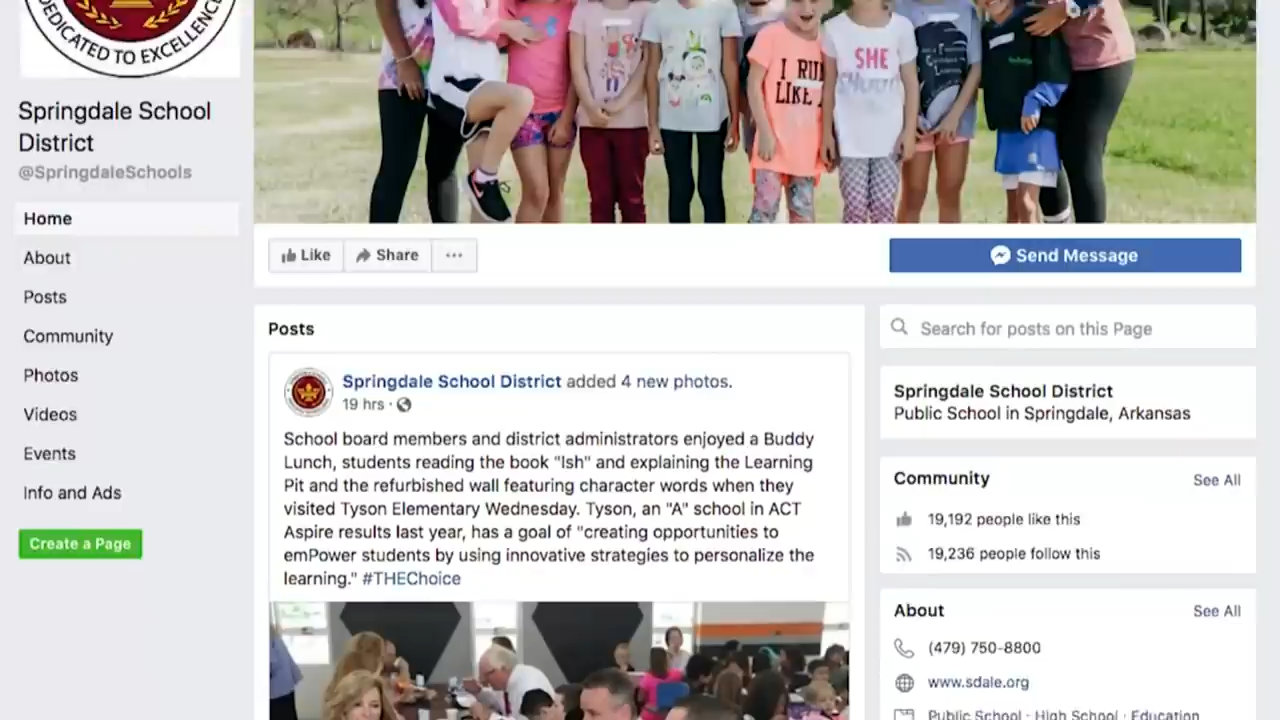 DEDICATED TO EXCELLENCE
Springdale School
District
@SpringdaleSchools
Home
About
Posts
Community
Photos
Videos
Events
Info and Ads
Create a Page
I RUN
LIKE
SHE
Like
Share
...
Send Message
Posts
Springdale School District added 4 new photos.
19 hrs ·
School board members and district administrators enjoyed a Buddy
Lunch, students reading the book "Ish" and explaining the Learning
Pit and the refurbished wall featuring character words when they
visited Tyson Elementary Wednesday. Tyson, an "A" school in ACT
Aspire results last year, has a goal of "creating opportunities to
emPower students by using innovative strategies to personalize the
learning." #THEChoice
Search for posts on this Page
Springdale School District
Public School in Springdale, Arkansas
Community See All
19,192 people like this
19,236 people follow this
About See All
(479) 750-8800
www.sdale.org
Public School · High School · Education